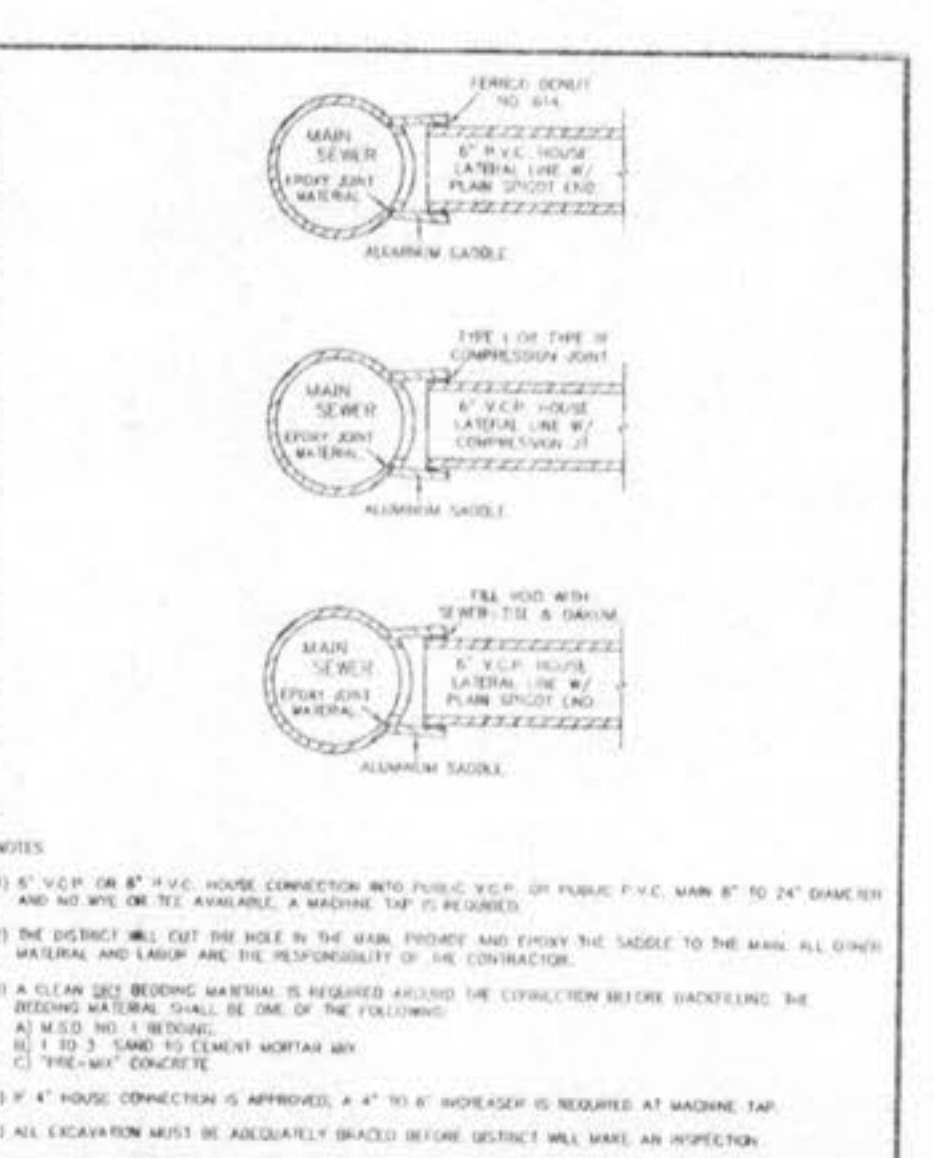 FERNCO DONUT
NO. 614
MAIN
SEWER
EPOXY JOINT
MATERIAL
6" P.V.C. HOUSE
LATERAL LINE W/
PLAIN SPIGOT END
ALUMINUM SADDLE
TYPE I OR TYPE III
COMPRESSION JOINT
MAIN
SEWER
EPOXY JOINT
MATERIAL
6" V.C.P. HOUSE
LATERAL LINE W/
COMPRESSION JT
ALUMINUM SADDLE
FILL VOID WITH
SEWER-TITE & OAKUM
MAIN
SEWER
EPOXY JOINT
MATERIAL
6" V.C.P. HOUSE
LATERAL LINE W/
PLAIN SPIGOT END
ALUMINUM SADDLE
NOTES
) 6" V.C.P. OR 6" P.V.C. HOUSE CONNECTION INTO PUBLIC V.C.P. OR PUBLIC P.V.C. MAIN 8" TO 24" DIAMETER
AND NO WYE OR TEE AVAILABLE, A MACHINE TAP IS REQUIRED.
) THE DISTRICT WILL CUT THE HOLE IN THE MAIN, PROVIDE AND EPOXY THE SADDLE TO THE MAIN. ALL OTHER
MATERIAL AND LABOR ARE THE RESPONSIBILITY OF THE CONTRACTOR.
) A CLEAN DRY BEDDING MATERIAL IS REQUIRED AROUND THE CONNECTION BEFORE BACKFILLING. THE
BEDDING MATERIAL SHALL BE ONE OF THE FOLLOWING:
A) M.S.D. NO. 1 BEDDING
B) 1 TO 3 SAND TO CEMENT MORTAR MIX
C) "PRE-MIX" CONCRETE
) IF 4" HOUSE CONNECTION IS APPROVED, A 4" TO 6" INCREASER IS REQUIRED AT MACHINE TAP.
) ALL EXCAVATION MUST BE ADEQUATELY BRACED BEFORE DISTRICT WILL MAKE AN INSPECTION.